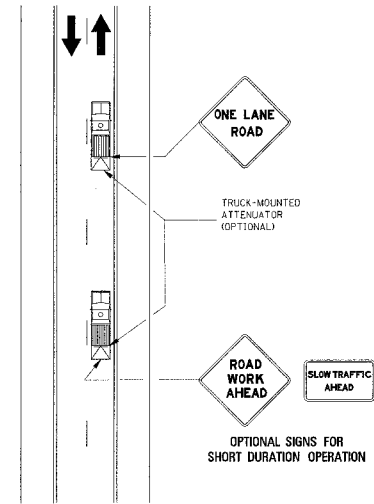 ONE LANE
ROAD
TRUCK-MOUNTED
ATTENUATOR
(OPTIONAL)
ROAD
WORK
AHEAD
SLOW TRAFFIC
AHEAD
OPTIONAL SIGNS FOR
SHORT DURATION OPERATION